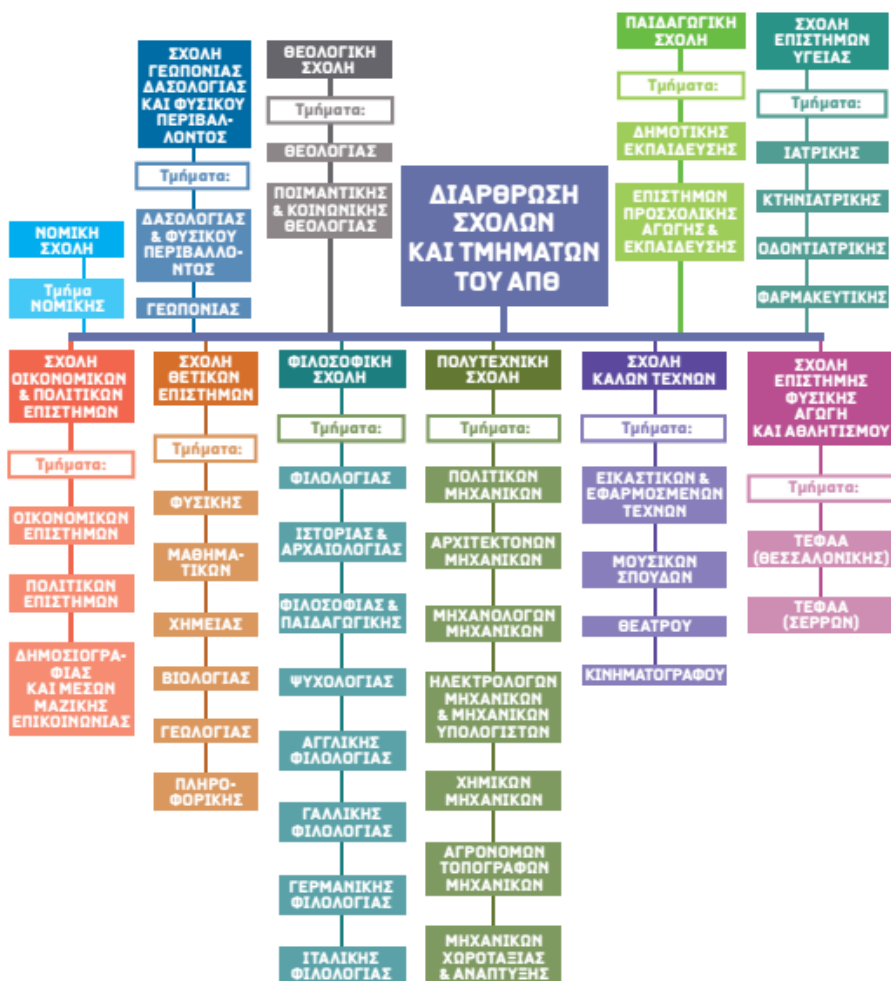 ΣΧΟΛΗ
ΓΕΩΠΟΝΙΑΣ
ΔΑΣΟΛΟΓΙΑΣ
ΚΑΙ ΦΥΣΙΚΟΥ
ΠΕΡΙΒΑΛ-
ΛΟΝΤΟΣ
Τμήματα:
ΔΑΣΟΛΟΓΙΑΣ
& ΦΥΣΙΚΟΥ
ΠΕΡΙΒΑΛΛΟ-
ΝΤΟΣ
ΓΕΩΠΟΝΙΑΣ
ΘΕΟΛΟΓΙΚΗ
ΣΧΟΛΗ
Τμήματα:
ΘΕΟΛΟΓΙΑΣ
ΠΟΙΜΑΝΤΙΚΗΣ
& ΚΟΙΝΩΝΙΚΗΣ
ΘΕΟΛΟΓΙΑΣ
ΔΙΑΡΘΡΩΣΗ
ΣΧΟΛΩΝ
ΚΑΙ ΤΜΗΜΑΤΩΝ
ΤΟΥ ΑΠΘ
ΠΑΙΔΑΓΩΓΙΚΗ
ΣΧΟΛΗ
Τμήματα:
ΔΗΜΟΤΙΚΗΣ
ΕΚΠΑΙΔΕΥΣΗΣ
ΕΠΙΣΤΗΜΩΝ
ΠΡΟΣΧΟΛΙΚΗΣ
ΑΓΩΓΗΣ &
ΕΚΠΑΙΔΕΥΣΗΣ
ΣΧΟΛΗ
ΕΠΙΣΤΗΜΩΝ
ΥΓΕΙΑΣ
Τμήματα:
ΙΑΤΡΙΚΗΣ
ΚΤΗΝΙΑΤΡΙΚΗΣ
ΟΔΟΝΤΙΑΤΡΙΚΗΣ
ΦΑΡΜΑΚΕΥΤΙΚΗΣ
ΝΟΜΙΚΗ
ΣΧΟΛΗ
Τμήμα
ΝΟΜΙΚΗΣ
ΣΧΟΛΗ
ΟΙΚΟΝΟΜΙΚΩΝ
& ΠΟΛΙΤΙΚΩΝ
ΕΠΙΣΤΗΜΩΝ
Τμήματα:
ΟΙΚΟΝΟΜΙΚΩΝ
ΕΠΙΣΤΗΜΩΝ
ΠΟΛΙΤΙΚΩΝ
ΕΠΙΣΤΗΜΩΝ
ΔΗΜΟΣΙΟΓΡΑ-
ΦΙΑΣ
ΚΑΙ ΜΕΣΩΝ
ΜΑΖΙΚΗΣ
ΕΠΙΚΟΙΝΩΝΙΑΣ
ΣΧΟΛΗ
ΘΕΤΙΚΩΝ
ΕΠΙΣΤΗΜΩΝ
Τμήματα:
ΦΥΣΙΚΗΣ
ΜΑΘΗΜΑ-
ΤΙΚΩΝ
ΧΗΜΕΙΑΣ
ΒΙΟΛΟΓΙΑΣ
ΓΕΩΛΟΓΙΑΣ
ΠΛΗΡΟ-
ΦΟΡΙΚΗΣ
ΦΙΛΟΣΟΦΙΚΗ
ΣΧΟΛΗ
Τμήματα:
ΦΙΛΟΛΟΓΙΑΣ
ΙΣΤΟΡΙΑΣ &
ΑΡΧΑΙΟΛΟΓΙΑΣ
ΦΙΛΟΣΟΦΙΑΣ &
ΠΑΙΔΑΓΩΓΙΚΗΣ
ΨΥΧΟΛΟΓΙΑΣ
ΑΓΓΛΙΚΗΣ
ΦΙΛΟΛΟΓΙΑΣ
ΓΑΛΛΙΚΗΣ
ΦΙΛΟΛΟΓΙΑΣ
ΓΕΡΜΑΝΙΚΗΣ
ΦΙΛΟΛΟΓΙΑΣ
ΙΤΑΛΙΚΗΣ
ΦΙΛΟΛΟΓΙΑΣ
ΠΟΛΥΤΕΧΝΙΚΗ
ΣΧΟΛΗ
Τμήματα:
ΠΟΛΙΤΙΚΩΝ
ΜΗΧΑΝΙΚΩΝ
ΑΡΧΙΤΕΚΤΟΝΩΝ
ΜΗΧΑΝΙΚΩΝ
ΜΗΧΑΝΟΛΟΓΩΝ
ΜΗΧΑΝΙΚΩΝ
ΗΛΕΚΤΡΟΛΟΓΩΝ
ΜΗΧΑΝΙΚΩΝ
& ΜΗΧΑΝΙΚΩΝ
ΥΠΟΛΟΓΙΣΤΩΝ
ΧΗΜΙΚΩΝ
ΜΗΧΑΝΙΚΩΝ
ΑΓΡΟΝΟΜΩΝ
ΤΟΠΟΓΡΑΦΩΝ
ΜΗΧΑΝΙΚΩΝ
ΜΗΧΑΝΙΚΩΝ
ΧΩΡΟΤΑΞΙΑΣ
& ΑΝΑΠΤΥΞΗΣ
ΣΧΟΛΗ
ΚΑΛΩΝ ΤΕΧΝΩΝ
Τμήματα:
ΕΙΚΑΣΤΙΚΩΝ &
ΕΦΑΡΜΟΣΜΕΝΩΝ
ΤΕΧΝΩΝ
ΜΟΥΣΙΚΩΝ
ΣΠΟΥΔΩΝ
ΘΕΑΤΡΟΥ
ΚΙΝΗΜΑΤΟΓΡΑΦΟΥ
ΣΧΟΛΗ
ΕΠΙΣΤΗΜΗΣ
ΦΥΣΙΚΗΣ
ΑΓΩΓΗ
ΚΑΙ ΑΘΛΗΤΙΣΜΟΥ
Τμήματα:
ΤΕΦΑΑ
(ΘΕΣΣΑΛΟΝΙΚΗΣ)
ΤΕΦΑΑ
(ΣΕΡΡΩΝ)